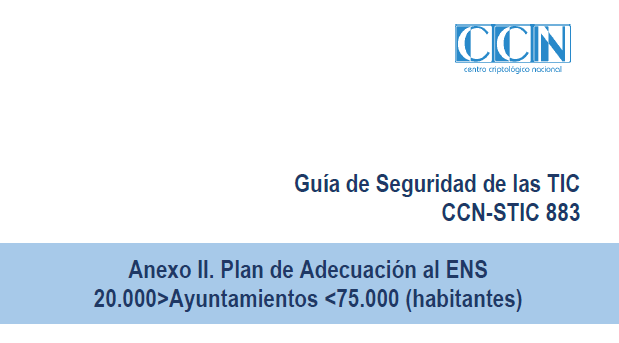 CCN
centro criptológico nacional
Guía de Seguridad de las TIC
CCN-STIC 883
Anexo II. Plan de Adecuación al ENS
20.000>Ayuntamientos <75.000 (habitantes)